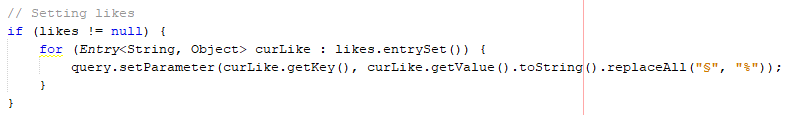 // Setting likes
if (likes != null) {
for (Entry<String, Object> curLike : likes.entrySet()) {
query.setParameter(curLike.getKey(), curLike.getValue().toString().replaceAll("§", "%"));
}
}